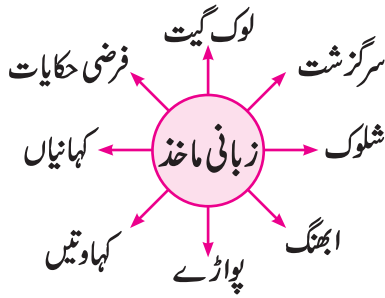 لوک گیت
فرضی حکایات
سرگزشت
کہانیاں
زبانی ماخذ
شلوک
کہاوتیں
ابھنگ
پواڑے